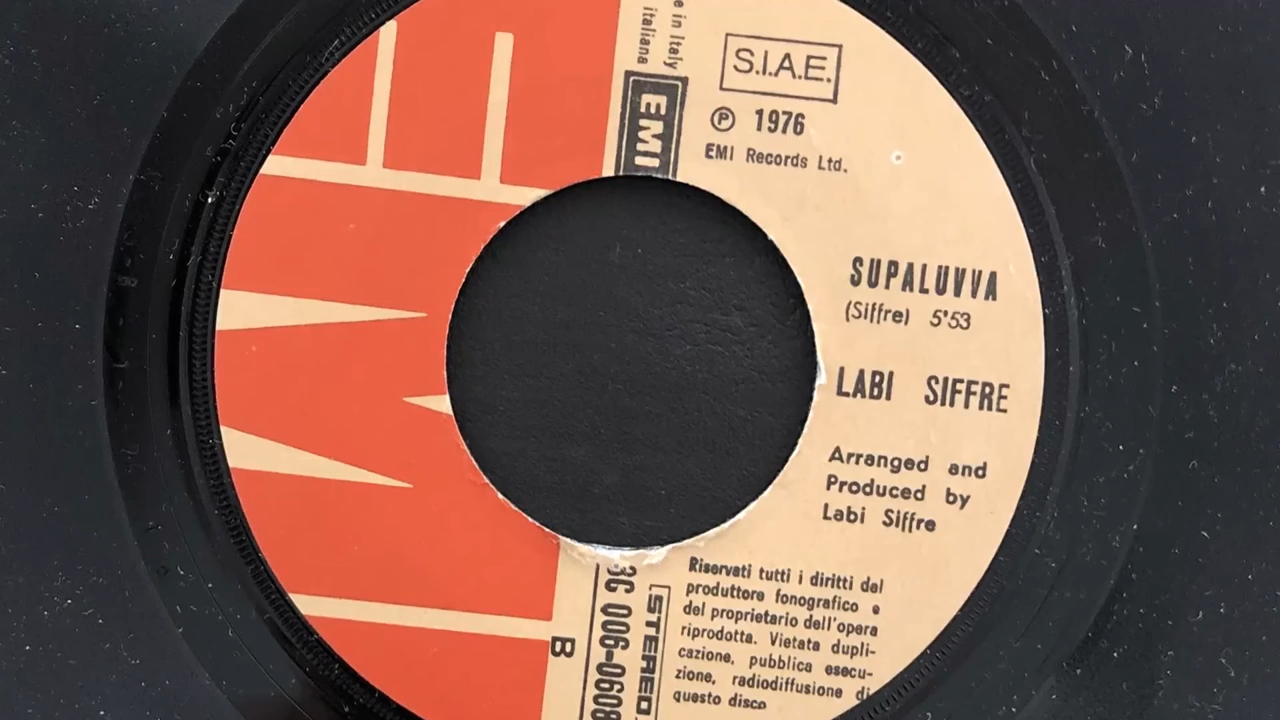 e in Italy
italiana
EMI
S.I.A.E.
℗ 1976
EMI Records Ltd.
SUPALUVVA
(Siffre) 5'53
LABI SIFFRE
Arranged and
Produced by
Labi Siffre
Riservati tutti i diritti del
produttore fonografico e
del proprietario dell'opera
riprodotta. Vietata dupli-
cazione, pubblica esecu-
zione, radiodiffusione di
questo disco
STEREO
3C 006-0608
B
EMI